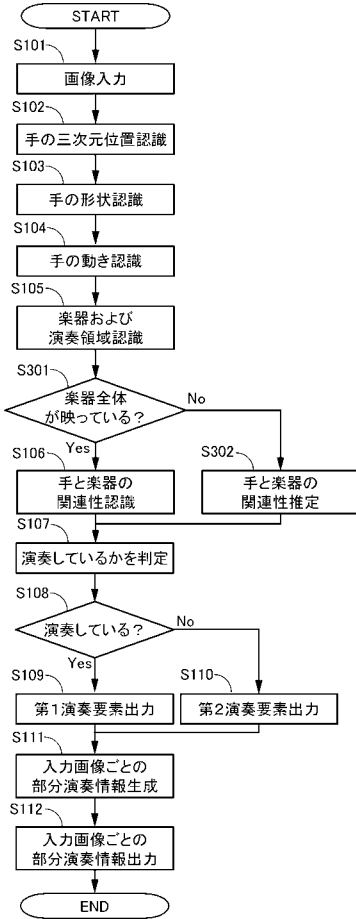 START
S101
画像入力
S102
手の三次元位置認識
S103
手の形状認識
S104
手の動き認識
S105
楽器および
演奏領域認識
S301
楽器全体
が映っている？
No
Yes
S106
手と楽器の
関連性認識
S302
手と楽器の
関連性推定
S107
演奏しているかを判定
S108
演奏している？
No
Yes
S109
第1演奏要素出力
S110
第2演奏要素出力
S111
入力画像ごとの
部分演奏情報生成
S112
入力画像ごとの
部分演奏情報出力
END